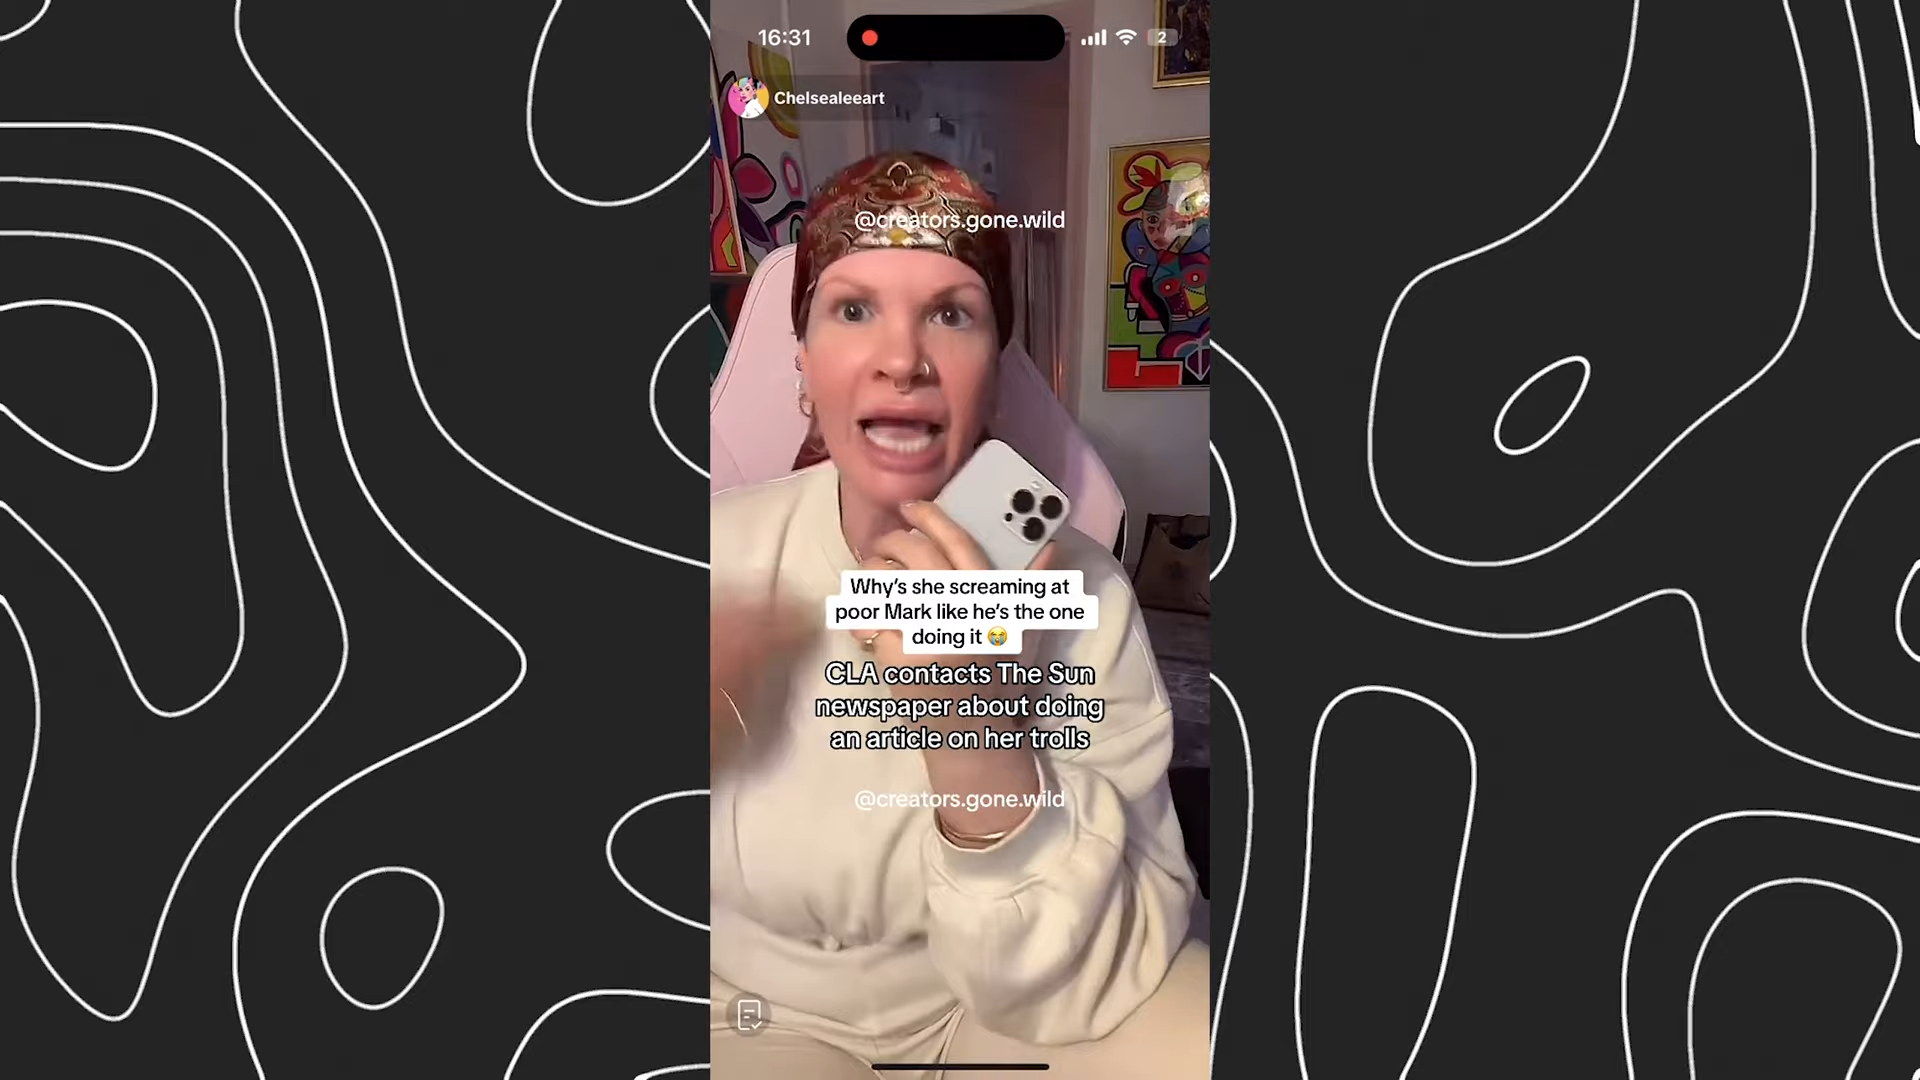 16:31
2
Chelsealeeart
@creators.gone.wild
Why's she screaming at
poor Mark like he's the one
doing it 😭
CLA contacts The Sun
newspaper about doing
an article on her trolls
@creators.gone.wild